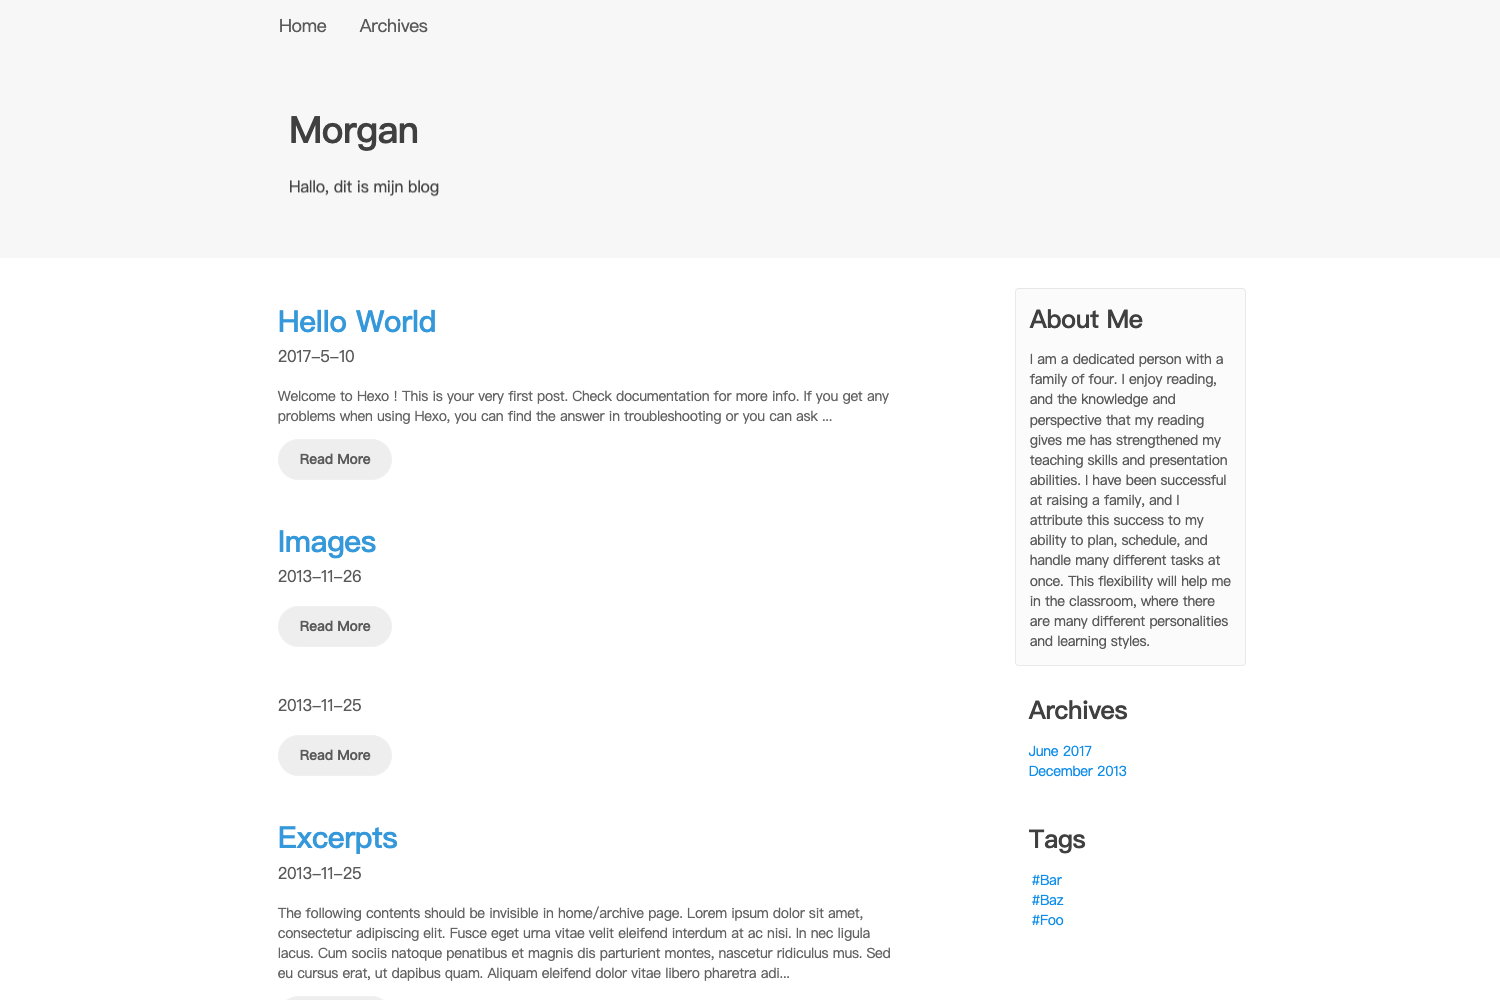 Home
Archives
Morgan
Hallo, dit is mijn blog
Hello World
2017-5-10
Welcome to Hexo ! This is your very first post. Check documentation for more info. If you get any
problems when using Hexo, you can find the answer in troubleshooting or you can ask ...
Read More
Images
2013-11-26
Read More
2013-11-25
Read More
Excerpts
2013-11-25
The following contents should be invisible in home/archive page. Lorem ipsum dolor sit amet,
consectetur adipiscing elit. Fusce eget urna vitae velit eleifend interdum at ac nisi. In nec ligula
lacus. Cum sociis natoque penatibus et magnis dis parturient montes, nascetur ridiculus mus. Sed
eu cursus erat, ut dapibus quam. Aliquam eleifend dolor vitae libero pharetra adi...
About Me
I am a dedicated person with a
family of four. I enjoy reading,
and the knowledge and
perspective that my reading
gives me has strengthened my
teaching skills and presentation
abilities. I have been successful
at raising a family, and I
attribute this success to my
ability to plan, schedule, and
handle many different tasks at
once. This flexibility will help me
in the classroom, where there
are many different personalities
and learning styles.
Archives
June 2017
December 2013
Tags
#Bar
#Baz
#Foo